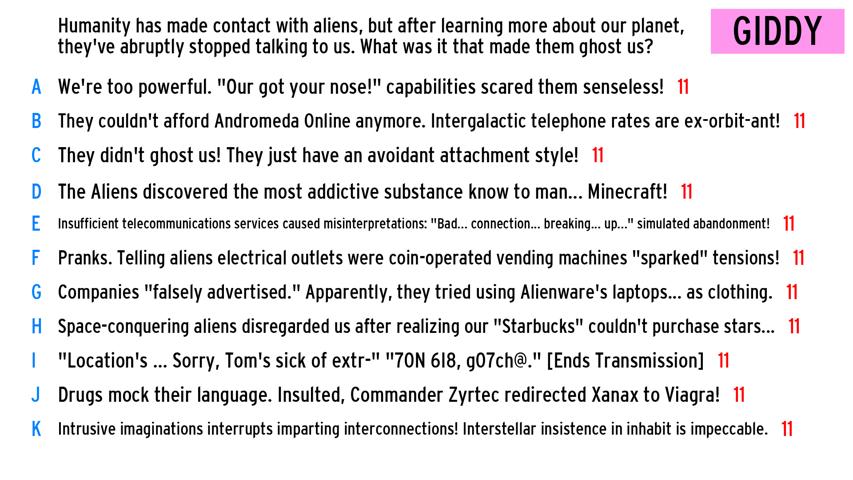 Humanity has made contact with aliens, but after learning more about our planet,
they've abruptly stopped talking to us. What was it that made them ghost us?
GIDDY
A We're too powerful. "Our got your nose!" capabilities scared them senseless! 11
B They couldn't afford Andromeda Online anymore. Intergalactic telephone rates are ex-orbit-ant! 11
C They didn't ghost us! They just have an avoidant attachment style! 11
D The Aliens discovered the most addictive substance know to man... Minecraft! 11
E Insufficient telecommunications services caused misinterpretations: "Bad... connection... breaking... up..." simulated abandonment! 11
F Pranks. Telling aliens electrical outlets were coin-operated vending machines "sparked" tensions! 11
G Companies "falsely advertised." Apparently, they tried using Alienware's laptops... as clothing. 11
H Space-conquering aliens disregarded us after realizing our "Starbucks" couldn't purchase stars... 11
I "Location's ... Sorry, Tom's sick of extr-" "70N 6I8, g07ch@." [Ends Transmission] 11
J Drugs mock their language. Insulted, Commander Zyrtec redirected Xanax to Viagra! 11
K Intrusive imaginations interrupts imparting interconnections! Interstellar insistence in inhabit is impeccable. 11